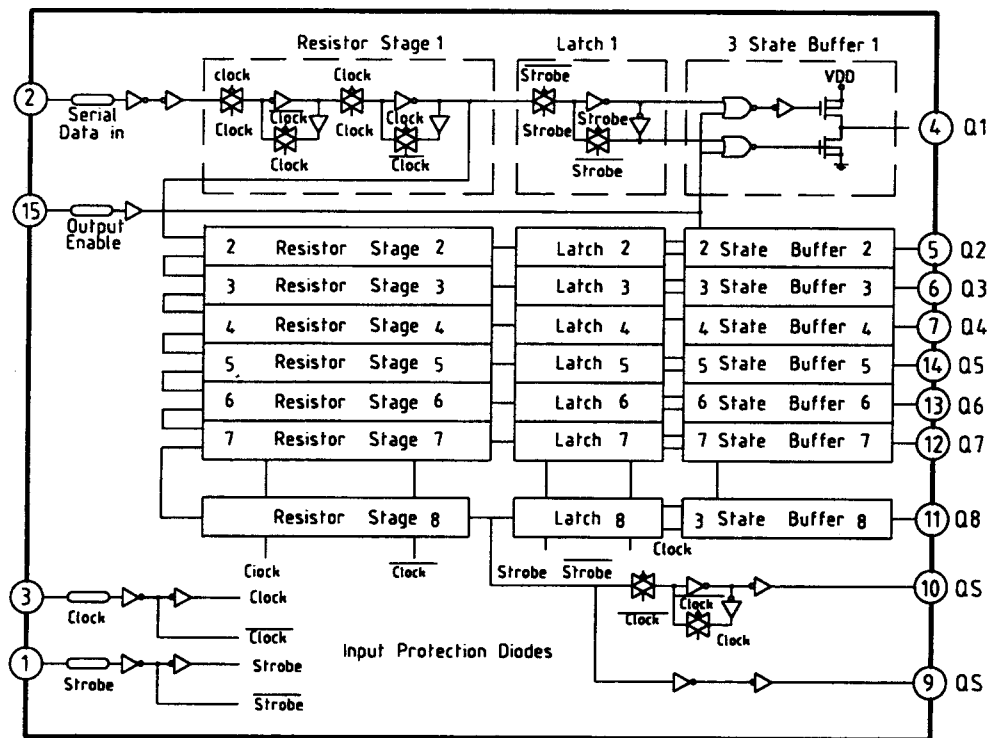 Resistor Stage 1
Latch 1
3 State Buffer 1
clock
Clock
Strobe
VDD
2
Serial
Data in
Clock
Clock
Clock
Clock
Clock
Clock
Strobe
Strobe
Strobe
4 Q1
15
Output
Enable
2 Resistor Stage 2
Latch 2
2 State Buffer 2
5 Q2
3 Resistor Stage 3
Latch 3
3 State Buffer 3
6 Q3
4 Resistor Stage 4
Latch 4
4 State Buffer 4
7 Q4
5 Resistor Stage 5
Latch 5
5 State Buffer 5
14 Q5
6 Resistor Stage 6
Latch 6
6 State Buffer 6
13 Q6
7 Resistor Stage 7
Latch 7
7 State Buffer 7
12 Q7
Resistor Stage 8
Latch 8
3 State Buffer 8
11 Q8
Clock
Clock
Strobe
Strobe
Clock
3
Clock
Clock
Clock
Clock
Clock
Clock
10 QS
1
Strobe
Strobe
Strobe
Input Protection Diodes
9 QS